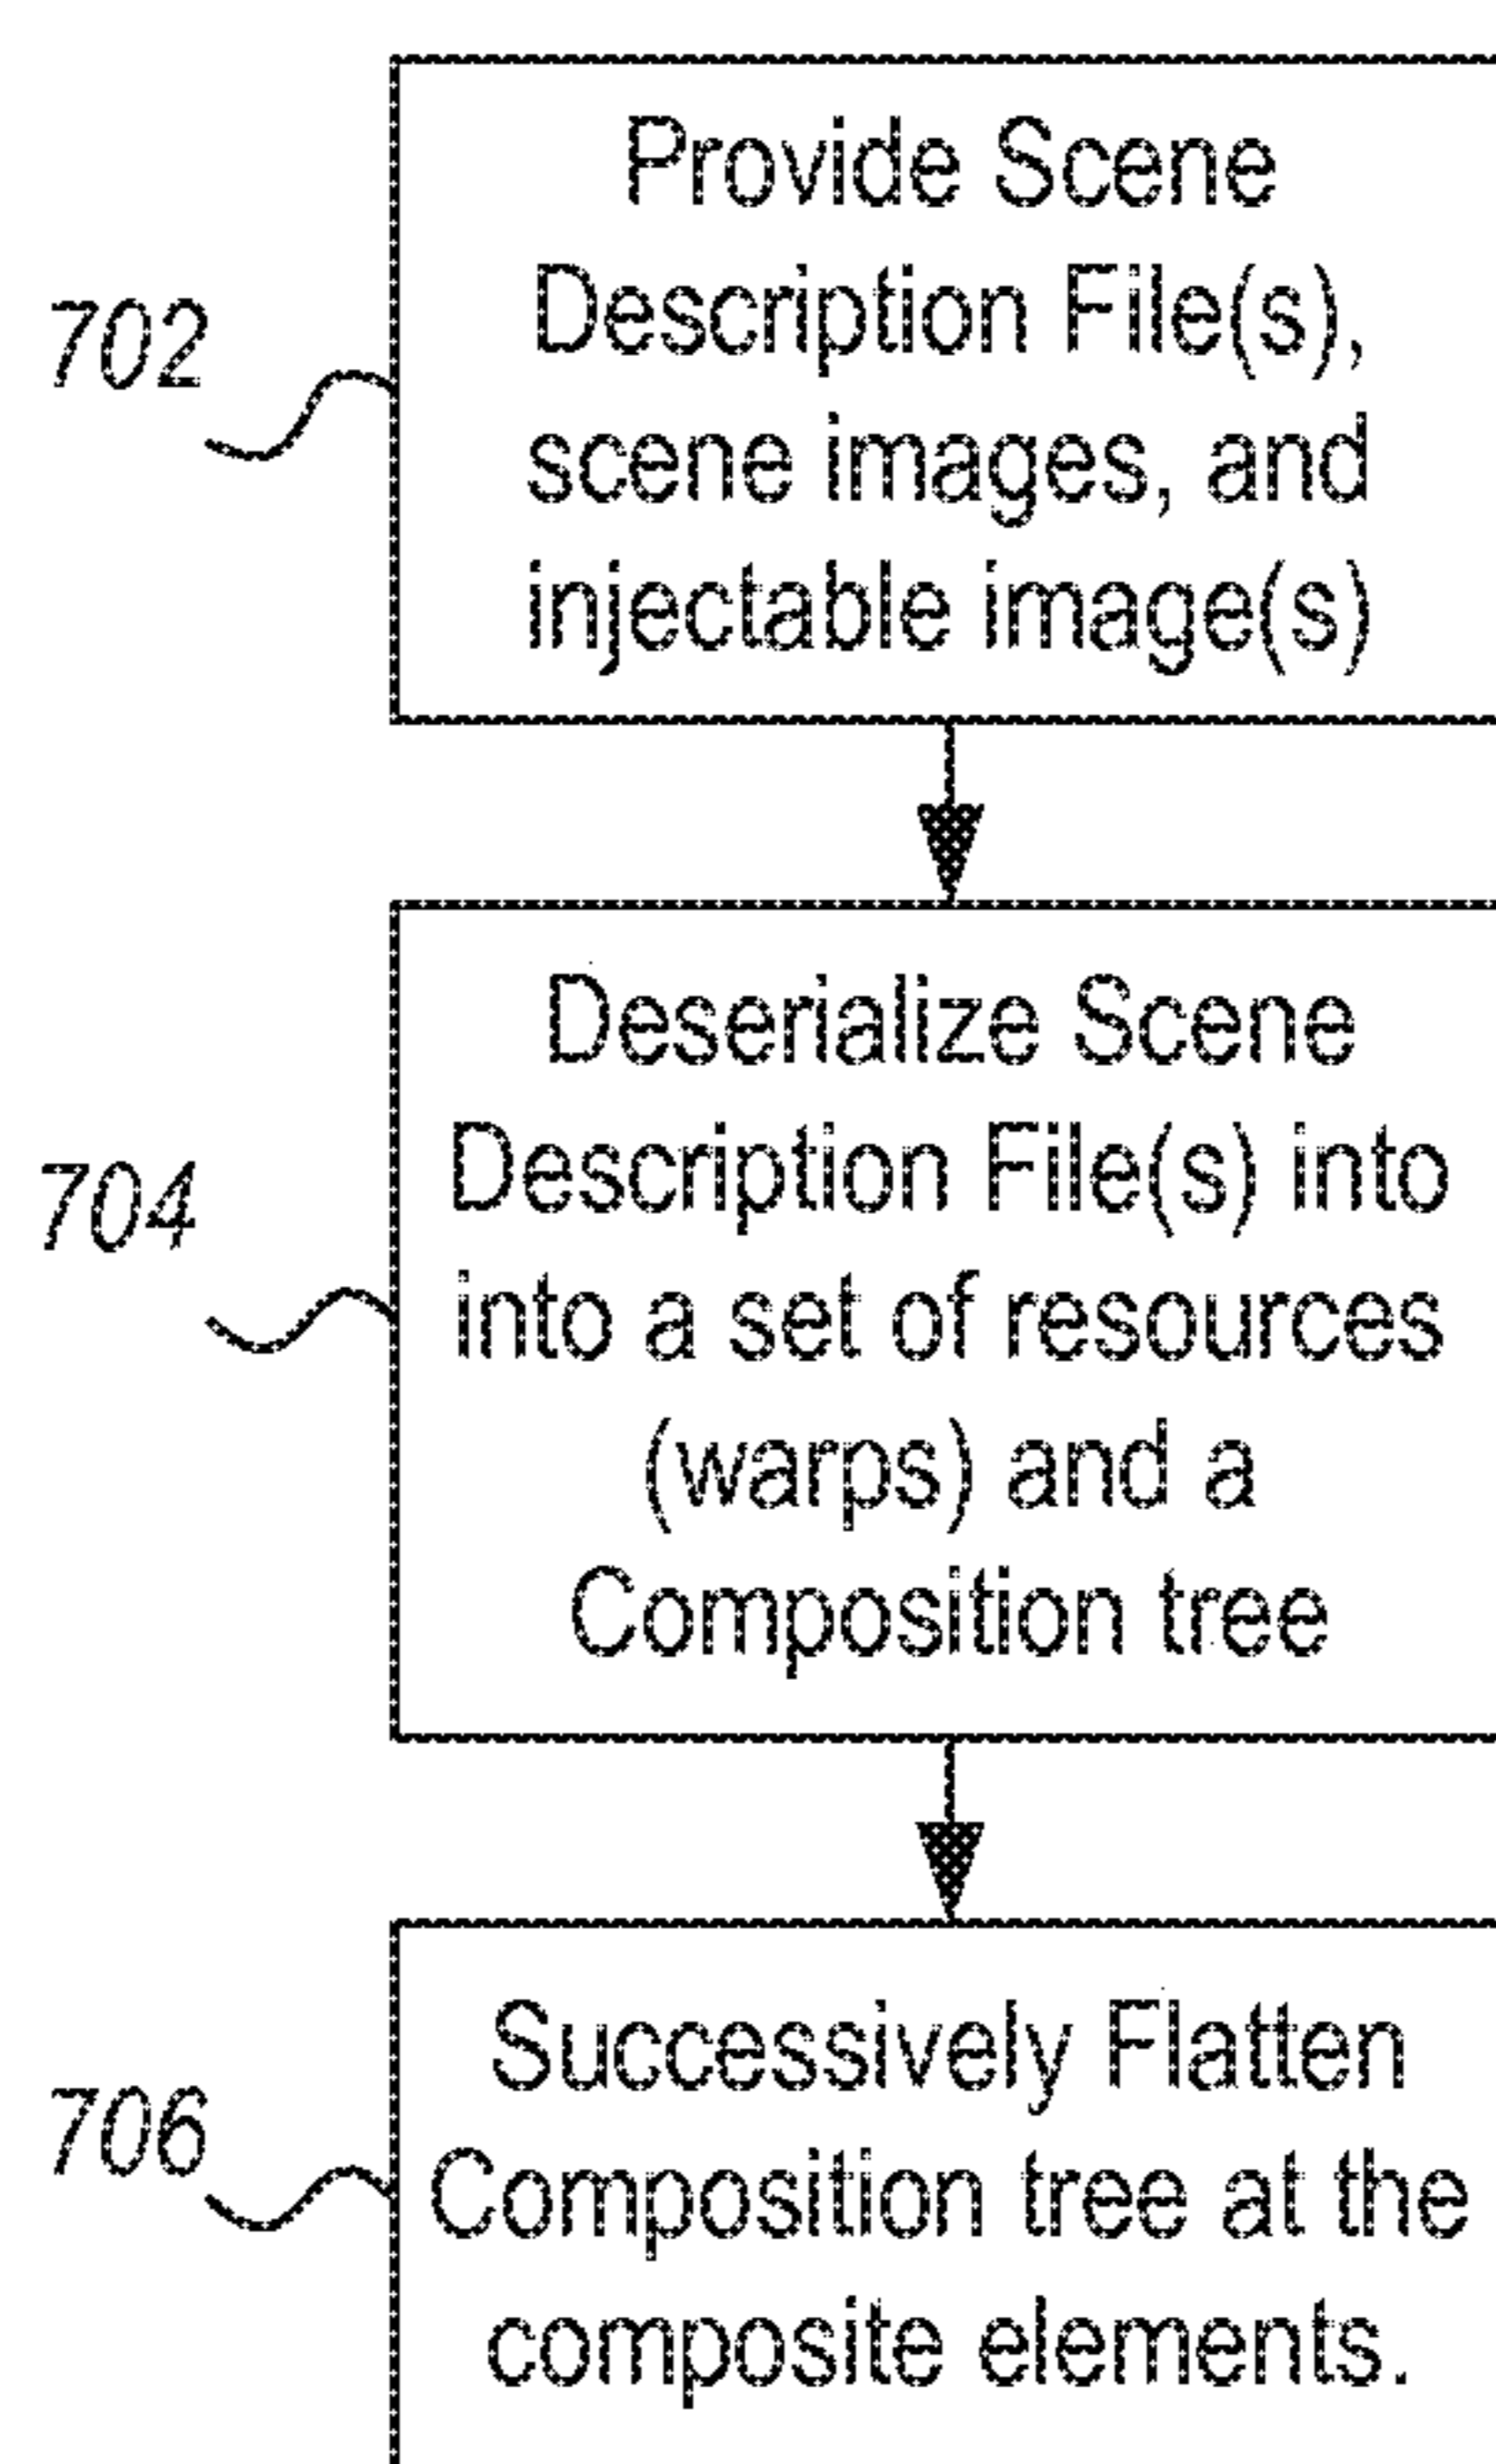 Provide Scene
Description File(s),
702
scene images, and
injectable image(s)
Deserialize Scene
Description File(s) into
704
into a set of resources
(warps) and a
Composition tree
Successively Flatten
706
Composition tree at the
composite elements.